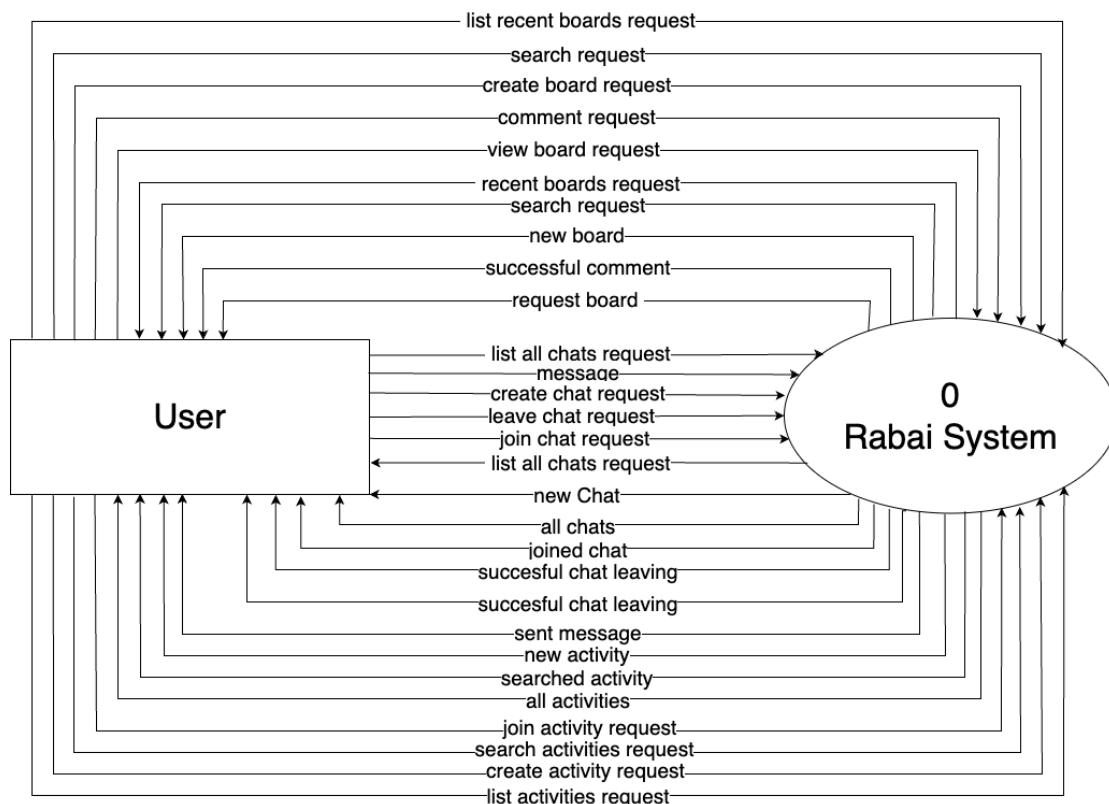 list recent boards request
search request
create board request
comment request
view board request
recent boards request
search request
new board
successful comment
request board
list all chats request
message
create chat request
leave chat request
join chat request
list all chats request
new Chat
all chats
joined chat
succesful chat leaving
succesful chat leaving
sent message
new activity
searched activity
all activities
join activity request
search activities request
create activity request
list activities request
User
0
Rabai System